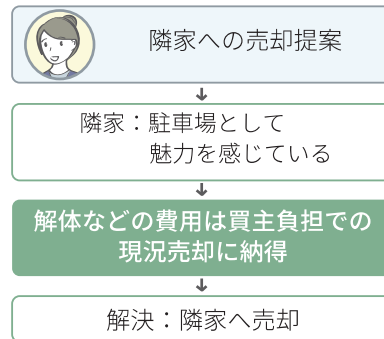 隣家への売却提案
隣家：駐車場として
魅力を感じている
解体などの費用は買主負担での
現況売却に納得
解決：隣家へ売却